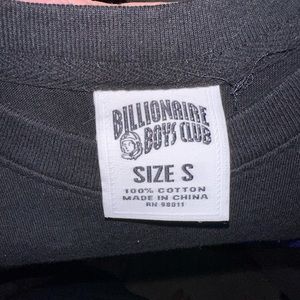 BILLIONAIRE
BOYS CLUB
SIZE S
100% COTTON
MADE IN CHINA
RN 98011